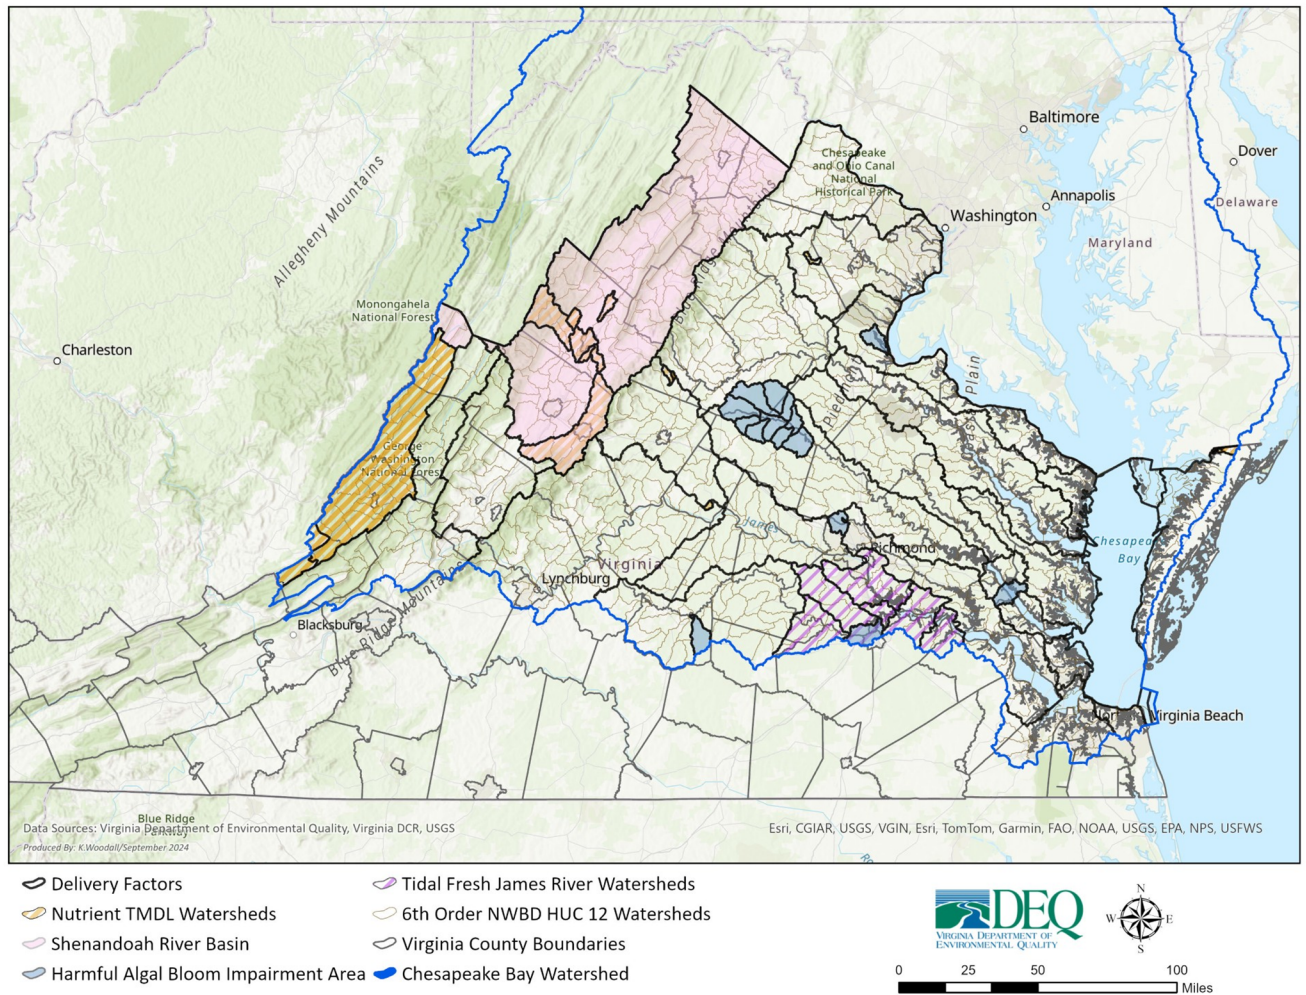 Baltimore
Dover
Chesapeake
and Ohio Canal
National
Historical Park
Annapolis
Washington
Delaware
Maryland
Allegheny Mountains
Monongahela
National Forest
Charleston
Plain
Piedmont
George
Washington
National Forest
James
Richmond
Chesapea
Bay
Virginia
Lynchburg
Blacksburg
Blue Ridge Mountains
Nor
Virginia Beach
Blue Ridge
Parkway
Data Sources: Virginia Department of Environmental Quality, Virginia DCR, USGS
Esri, CGIAR, USGS, VGIN, Esri, TomTom, Garmin, FAO, NOAA, USGS, EPA, NPS, USFWS
Produced By: K.Woodall/September 2024
Ro
Delivery Factors
Nutrient TMDL Watersheds
Shenandoah River Basin
Harmful Algal Bloom Impairment Area
Tidal Fresh James River Watersheds
6th Order NWBD HUC 12 Watersheds
Virginia County Boundaries
Chesapeake Bay Watershed
DEQ
VIRGINIA DEPARTMENT OF
ENVIRONMENTAL QUALITY
N
W E
S
0 25 50 100
Miles